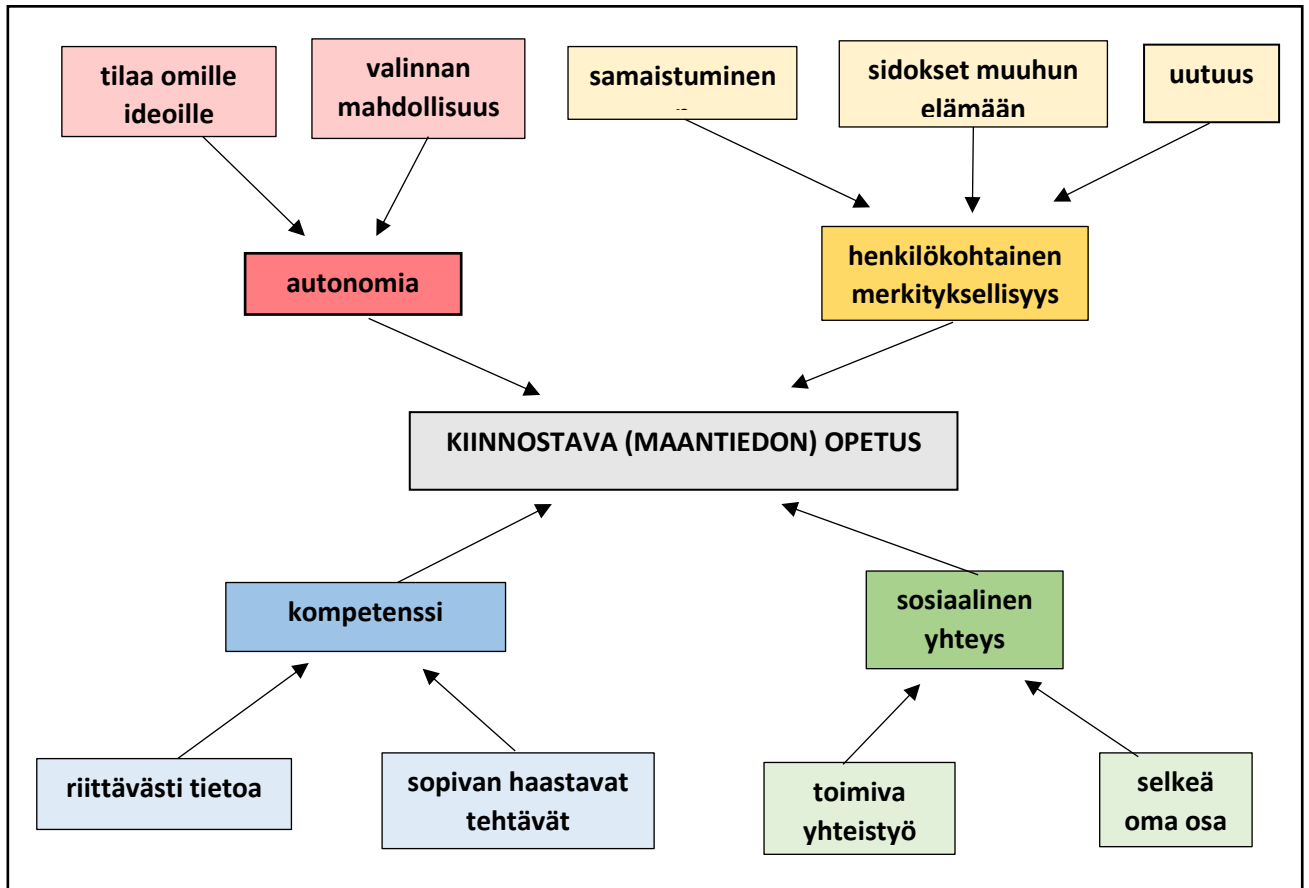 tilaa omille
ideoille
valinnan
mahdollisuus
samaistuminen
sidokset muuhun
elämään
uutuus
autonomia
henkilökohtainen
merkityksellisyys
KIINNOSTAVA (MAANTIEDON) OPETUS
kompetenssi
sosiaalinen
yhteys
riittävästi tietoa
sopivan haastavat
tehtävät
toimiva
yhteistyö
selkeä
oma osa